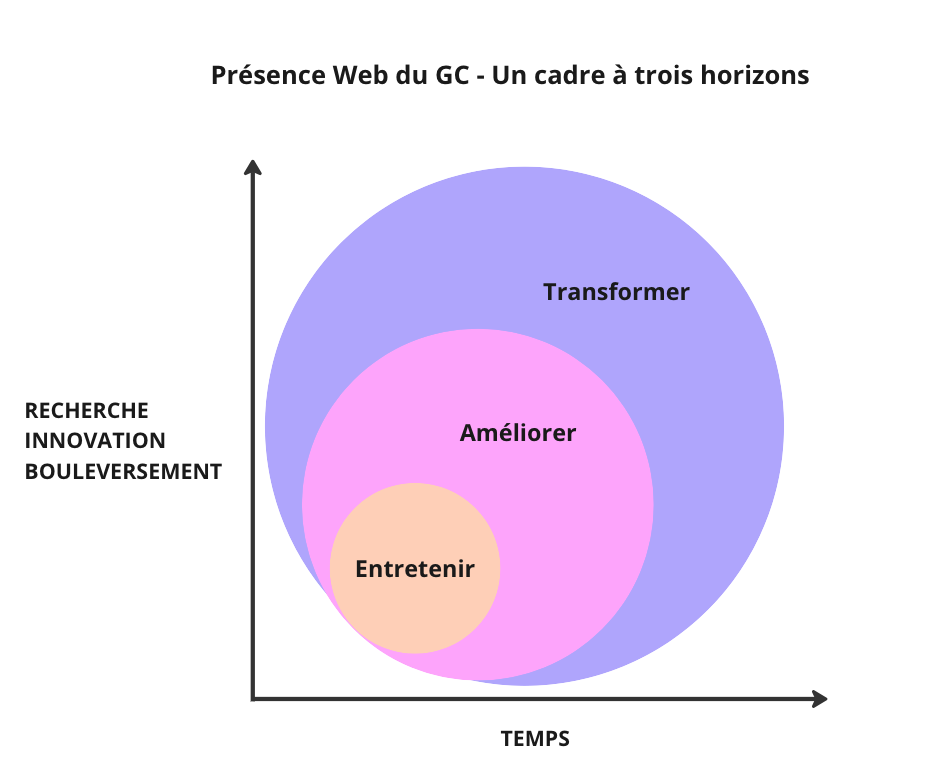 Présence Web du GC - Un cadre à trois horizons
Transformer
RECHERCHE
INNOVATION
BOULEVERSEMENT
Améliorer
Entretenir
TEMPS